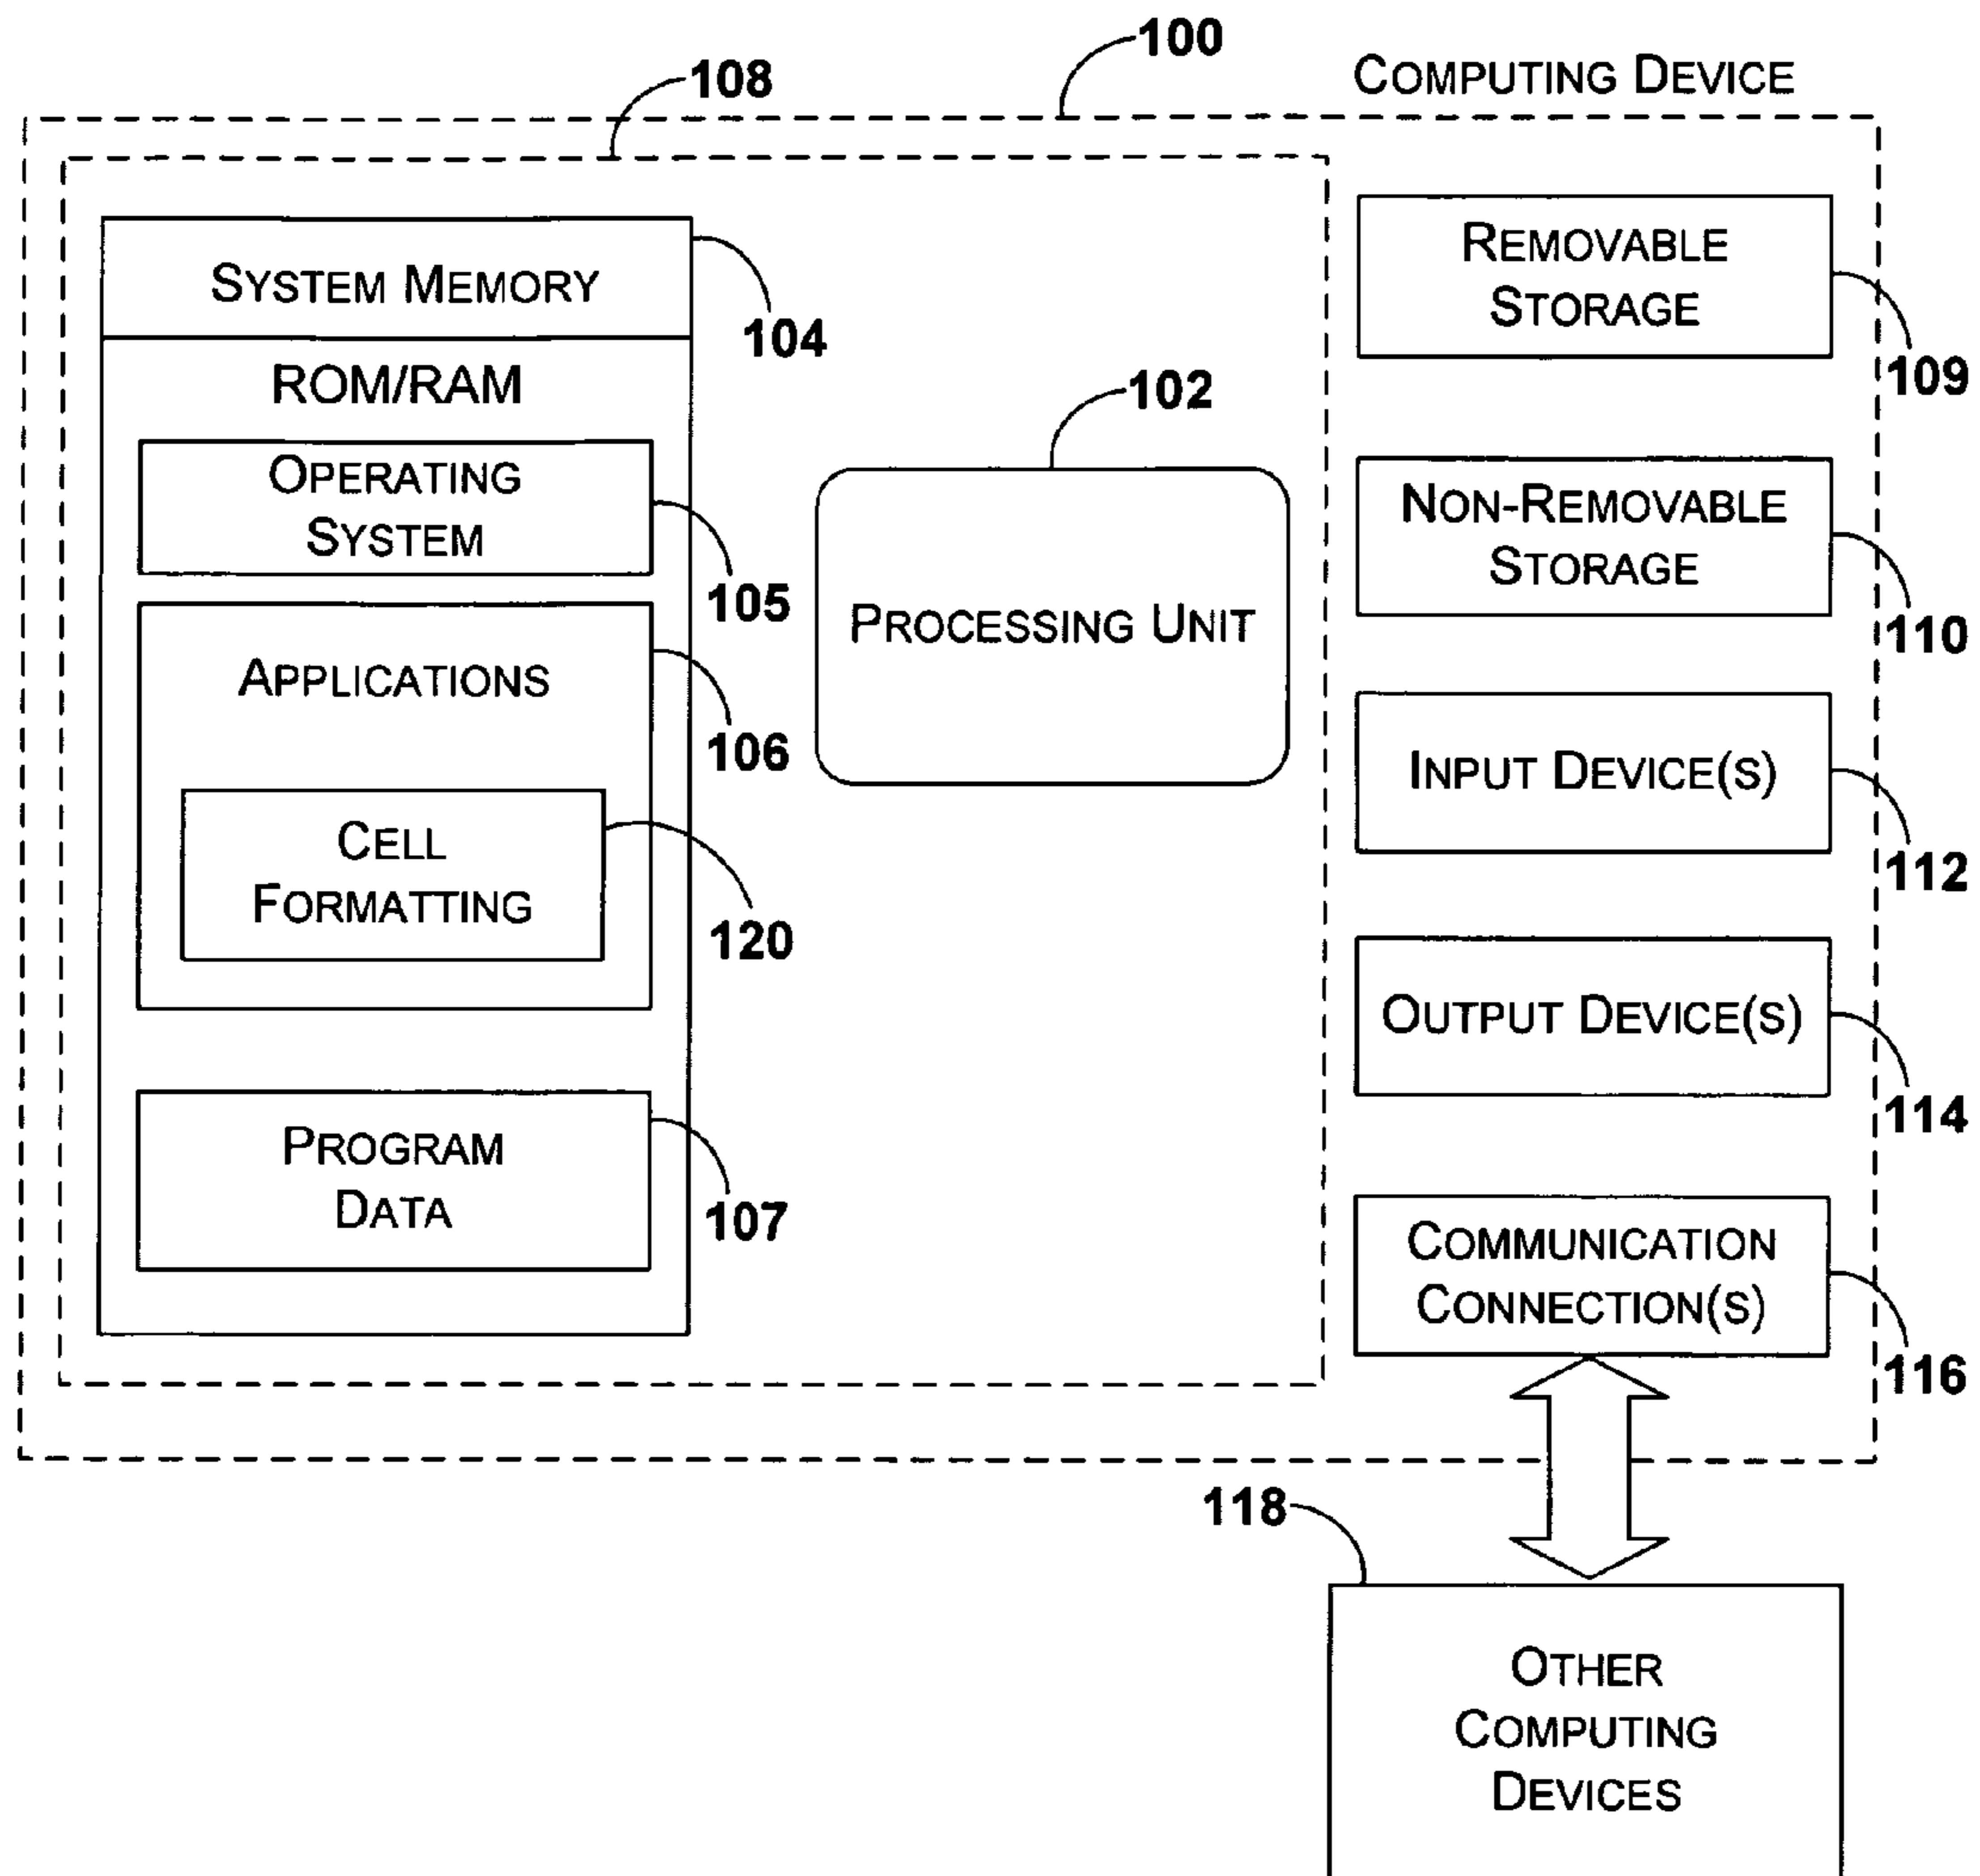 100
COMPUTING DEVICE
108
SYSTEM MEMORY
104
ROM/RAM
OPERATING
SYSTEM
105
APPLICATIONS
106
CELL
FORMATTING
120
PROGRAM
DATA
107
102
PROCESSING UNIT
REMOVABLE
STORAGE
109
NON-REMOVABLE
STORAGE
110
INPUT DEVICE(S)
112
OUTPUT DEVICE(S)
114
COMMUNICATION
CONNECTION(S)
116
118
OTHER
COMPUTING
DEVICES